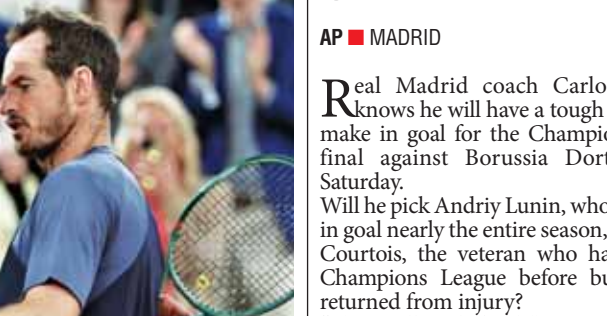 AP ■ MADRID
Real Madrid coach Carlo
knows he will have a tough
make in goal for the Champio
final against Borussia Dort
Saturday.
Will he pick Andriy Lunin, who
in goal nearly the entire season,
Courtois, the veteran who ha
Champions League before bu
returned from injury?